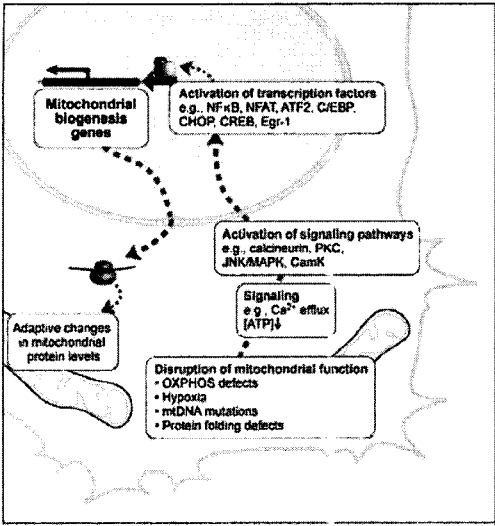 Activation of transcription factors
e.g., NFκB, NFAT, ATF2, C/EBP,
CHOP, CREB, Egr-1
Mitochondrial
biogenesis
genes
Activation of signaling pathways
e.g., calcineurin, PKC,
JNK/MAPK, CamK
Signaling
e.g., Ca²⁺ efflux
[ATP]↓
Adaptive changes
in mitochondrial
protein levels
Disruption of mitochondrial function
• OXPHOS defects
• Hypoxia
• mtDNA mutations
• Protein folding defects